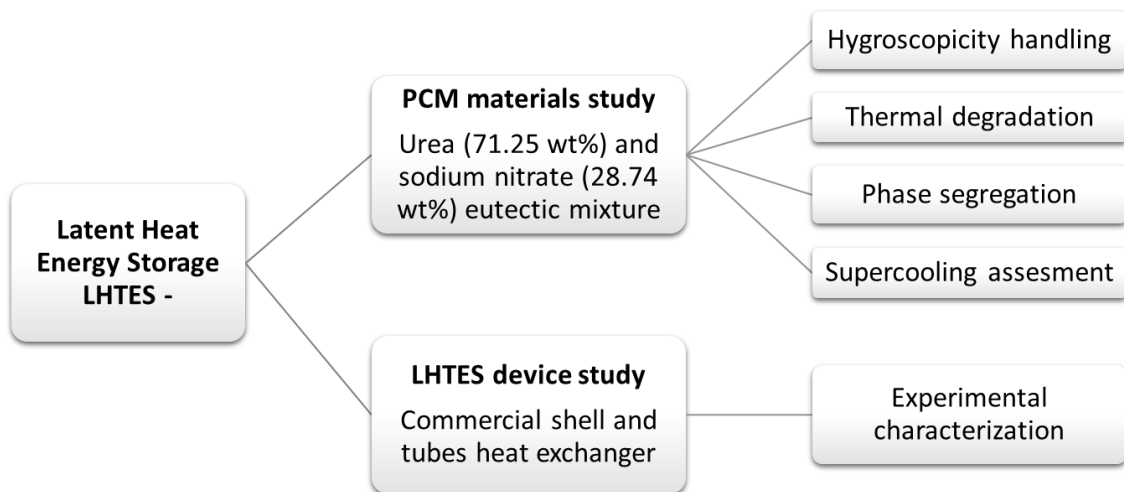 Latent Heat
Energy Storage
LHTES -
PCM materials study
Urea (71.25 wt%) and
sodium nitrate (28.74
wt%) eutectic mixture
Hygroscopicity handling
Thermal degradation
Phase segregation
Supercooling assesment
LHTES device study
Commercial shell and
tubes heat exchanger
Experimental
characterization